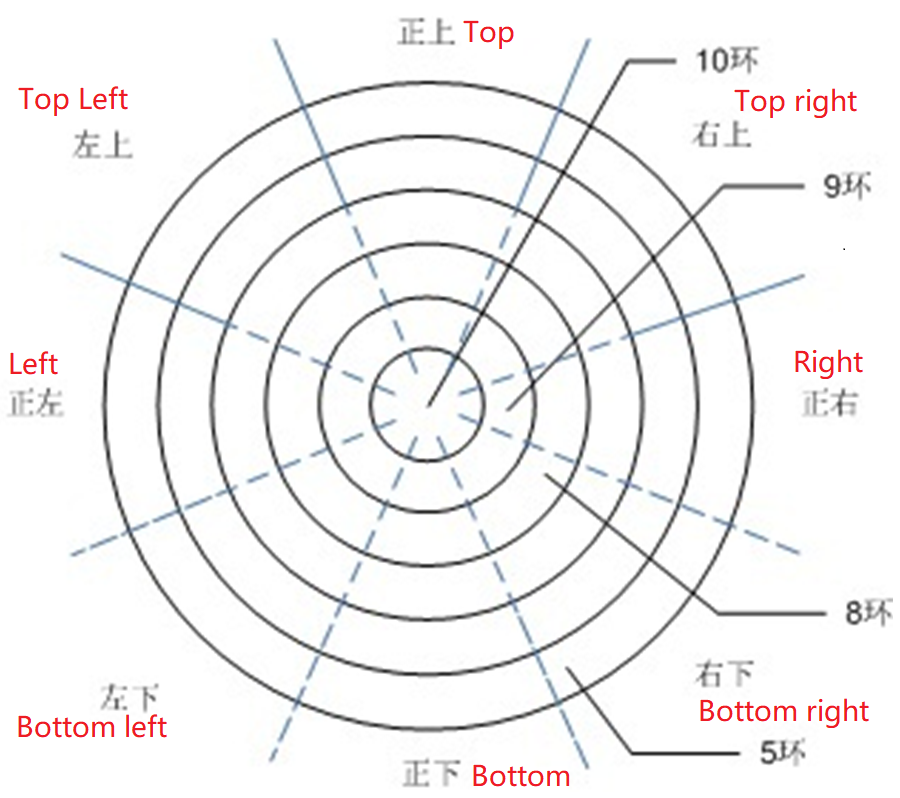 正上 Top
10环
Top Left
Top right
左上
右上
9环
Left
Right
正左
正右
8环
左下
右下
Bottom left
Bottom right
5环
正下 Bottom